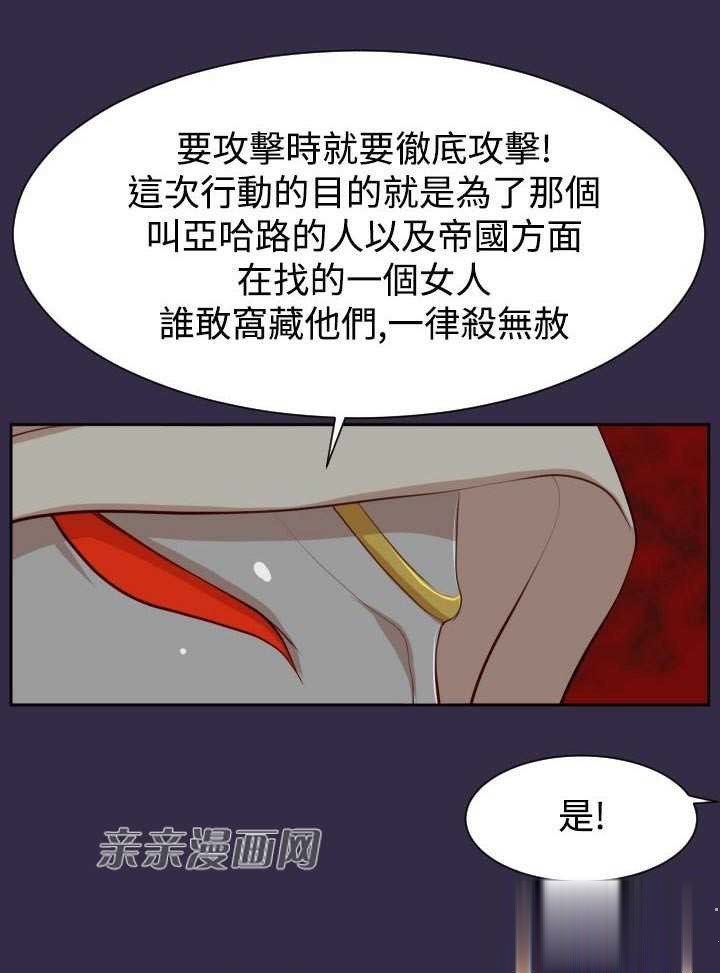 要攻擊時就要徹底攻擊!
這次行動的目的就是為了那個
叫亞哈路的人以及帝國方面
在找的一個女人
誰敢窩藏他們,一律殺無赦
是!
亲亲漫画网